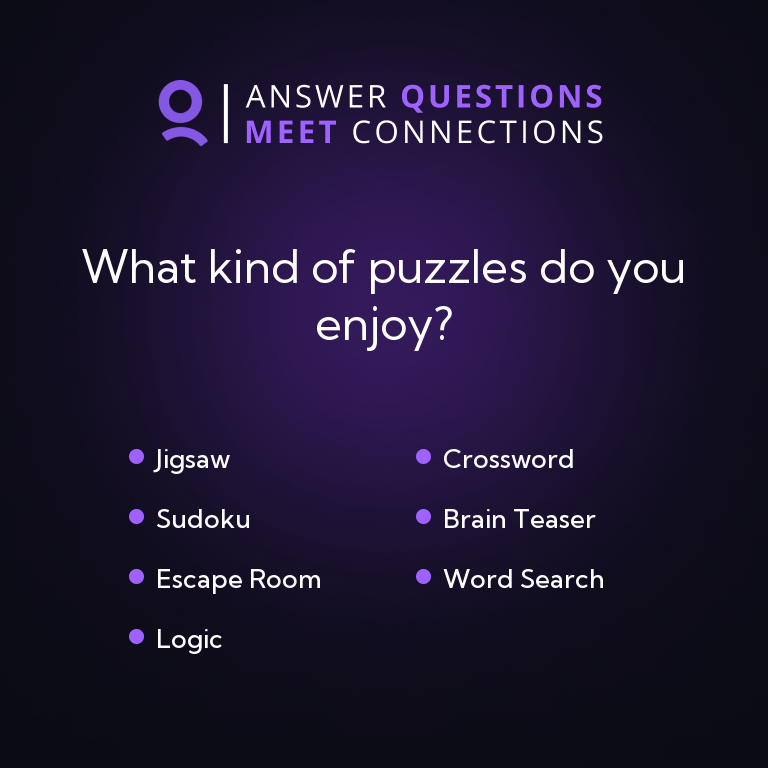 ANSWER QUESTIONS
MEET CONNECTIONS
What kind of puzzles do you
enjoy?
Jigsaw
Sudoku
Escape Room
Logic
Crossword
Brain Teaser
Word Search